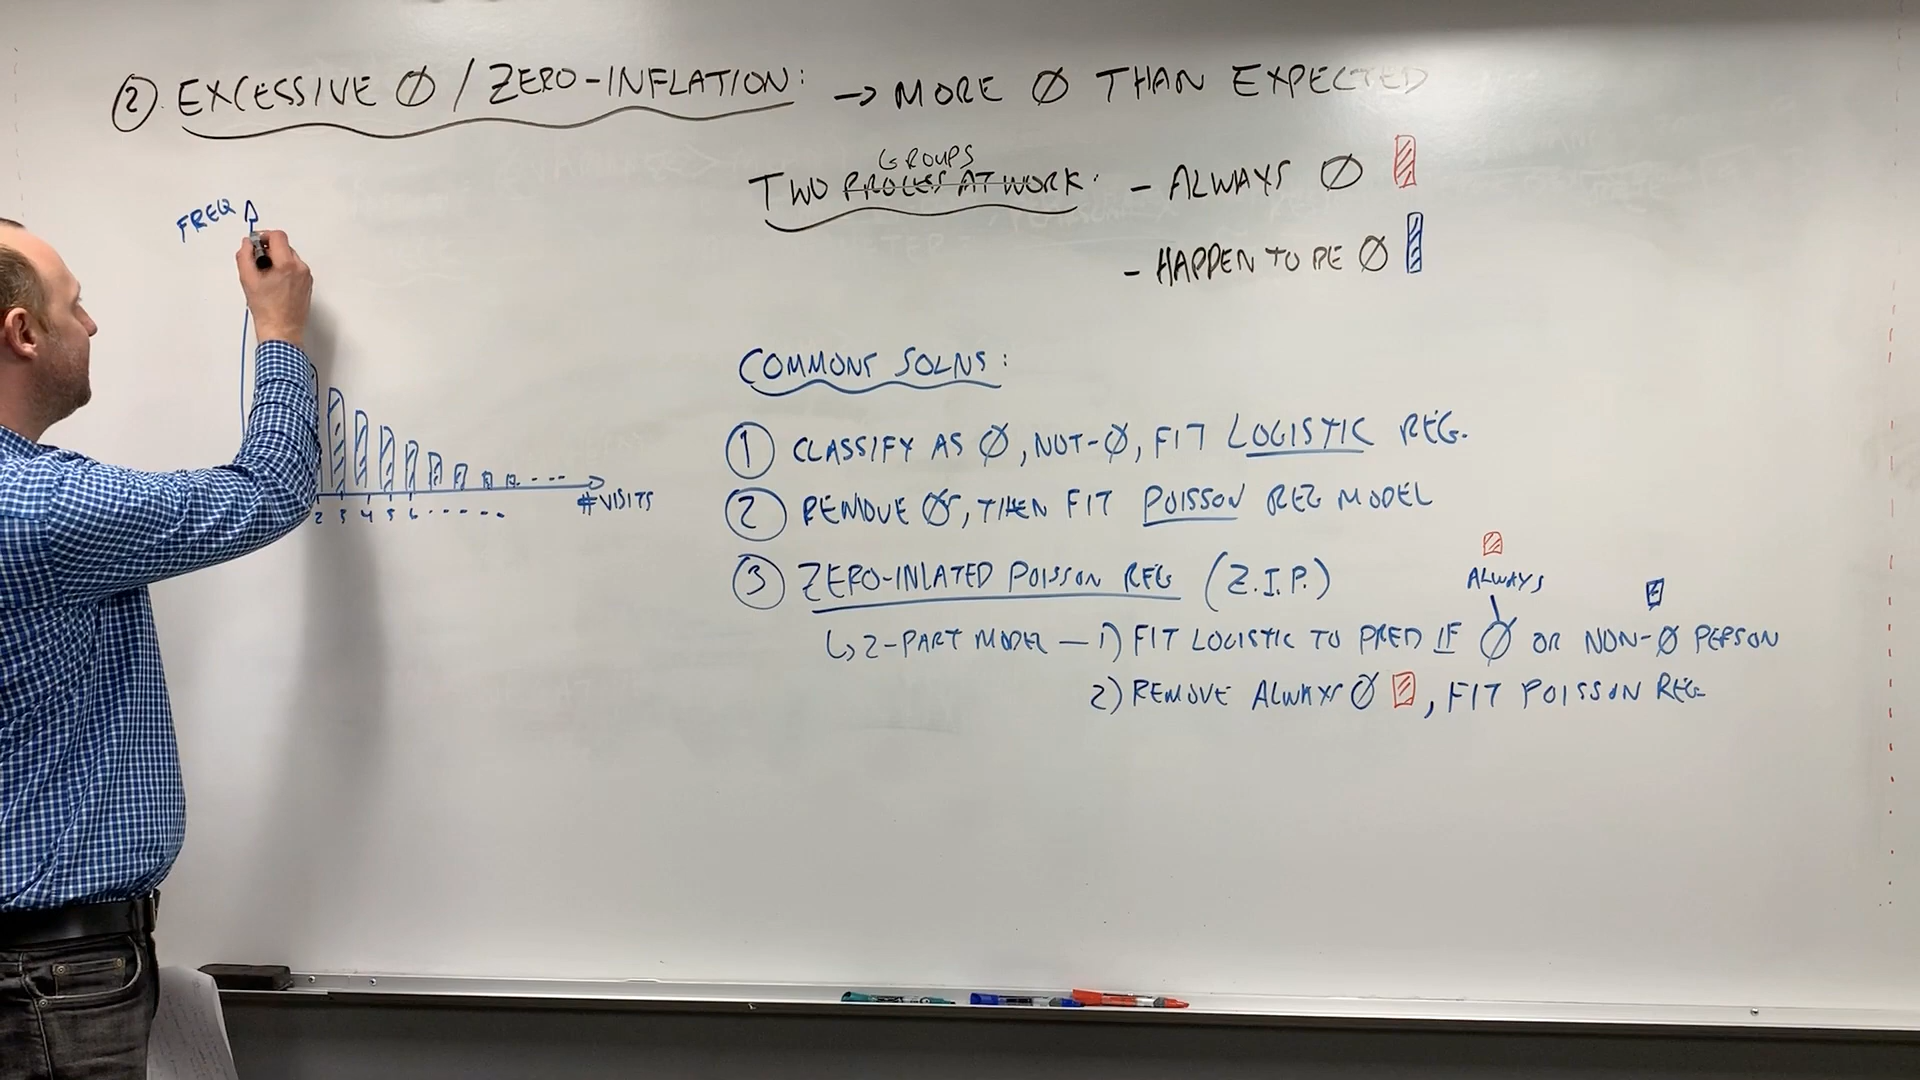 ② EXCESSIVE Ø / ZERO-INFLATION: → MORE Ø THAN EXPECTED
GROUPS
TWO PROCESS AT WORK: - ALWAYS Ø
- HAPPEN TO BE Ø
FREQ
2 3 4 5 6 . . . . .
#VISITS
COMMONS SOLNS:
① CLASSIFY AS Ø, NOT-Ø, FIT LOGISTIC REG.
② REMOVE Øs, THEN FIT POISSON REG MODEL
③ ZERO-INLATED POISSON REG (Z.I.P.)
ALWAYS
↳ 2-PART MODEL — 1) FIT LOGISTIC TO PRED IF Ø OR NON-Ø PERSON
2) REMOVE ALWAYS Ø , FIT POISSON REG